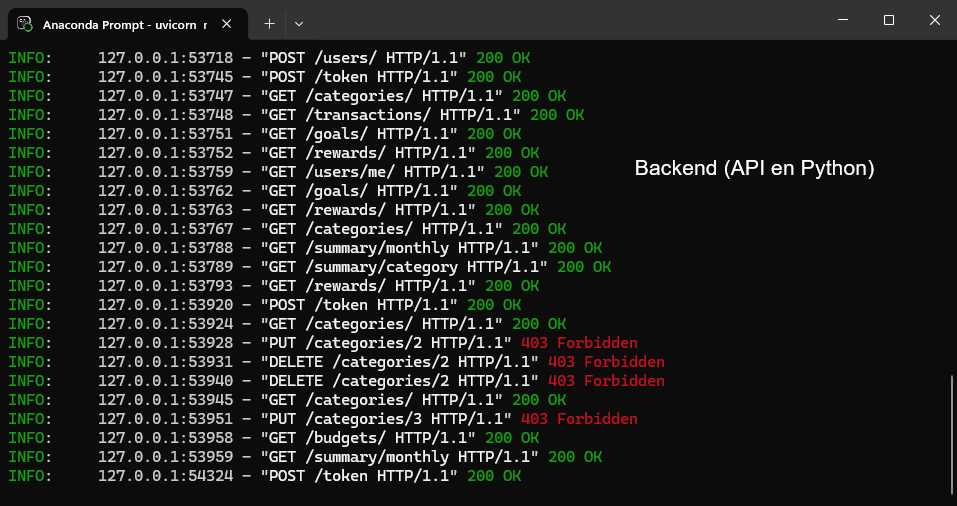 Anaconda Prompt - uvicorn r
INFO:     127.0.0.1:53718 - "POST /users/ HTTP/1.1" 200 OK
INFO:     127.0.0.1:53745 - "POST /token HTTP/1.1" 200 OK
INFO:     127.0.0.1:53747 - "GET /categories/ HTTP/1.1" 200 OK
INFO:     127.0.0.1:53748 - "GET /transactions/ HTTP/1.1" 200 OK
INFO:     127.0.0.1:53751 - "GET /goals/ HTTP/1.1" 200 OK
INFO:     127.0.0.1:53752 - "GET /rewards/ HTTP/1.1" 200 OK
Backend (API en Python)
INFO:     127.0.0.1:53759 - "GET /users/me/ HTTP/1.1" 200 OK
INFO:     127.0.0.1:53762 - "GET /goals/ HTTP/1.1" 200 OK
INFO:     127.0.0.1:53763 - "GET /rewards/ HTTP/1.1" 200 OK
INFO:     127.0.0.1:53767 - "GET /categories/ HTTP/1.1" 200 OK
INFO:     127.0.0.1:53788 - "GET /summary/monthly HTTP/1.1" 200 OK
INFO:     127.0.0.1:53789 - "GET /summary/category HTTP/1.1" 200 OK
INFO:     127.0.0.1:53793 - "GET /rewards/ HTTP/1.1" 200 OK
INFO:     127.0.0.1:53920 - "POST /token HTTP/1.1" 200 OK
INFO:     127.0.0.1:53924 - "GET /categories/ HTTP/1.1" 200 OK
INFO:     127.0.0.1:53928 - "PUT /categories/2 HTTP/1.1" 403 Forbidden
INFO:     127.0.0.1:53931 - "DELETE /categories/2 HTTP/1.1" 403 Forbidden
INFO:     127.0.0.1:53940 - "DELETE /categories/2 HTTP/1.1" 403 Forbidden
INFO:     127.0.0.1:53945 - "GET /categories/ HTTP/1.1" 200 OK
INFO:     127.0.0.1:53951 - "PUT /categories/3 HTTP/1.1" 403 Forbidden
INFO:     127.0.0.1:53958 - "GET /budgets/ HTTP/1.1" 200 OK
INFO:     127.0.0.1:53959 - "GET /summary/monthly HTTP/1.1" 200 OK
INFO:     127.0.0.1:54324 - "POST /token HTTP/1.1" 200 OK